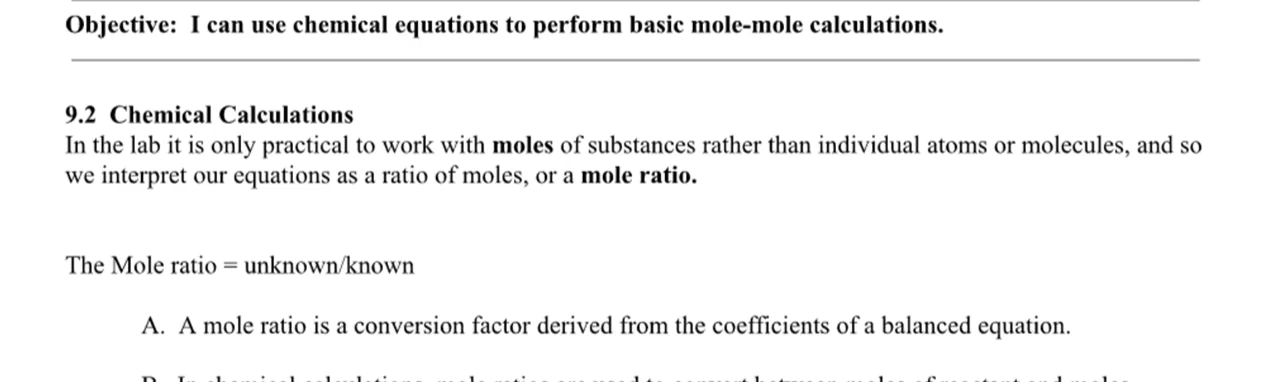 Objective: I can use chemical equations to perform basic mole-mole calculations.
9.2 Chemical Calculations
In the lab it is only practical to work with moles of substances rather than individual atoms or molecules, and so
we interpret our equations as a ratio of moles, or a mole ratio.
The Mole ratio = unknown/known
A. A mole ratio is a conversion factor derived from the coefficients of a balanced equation.